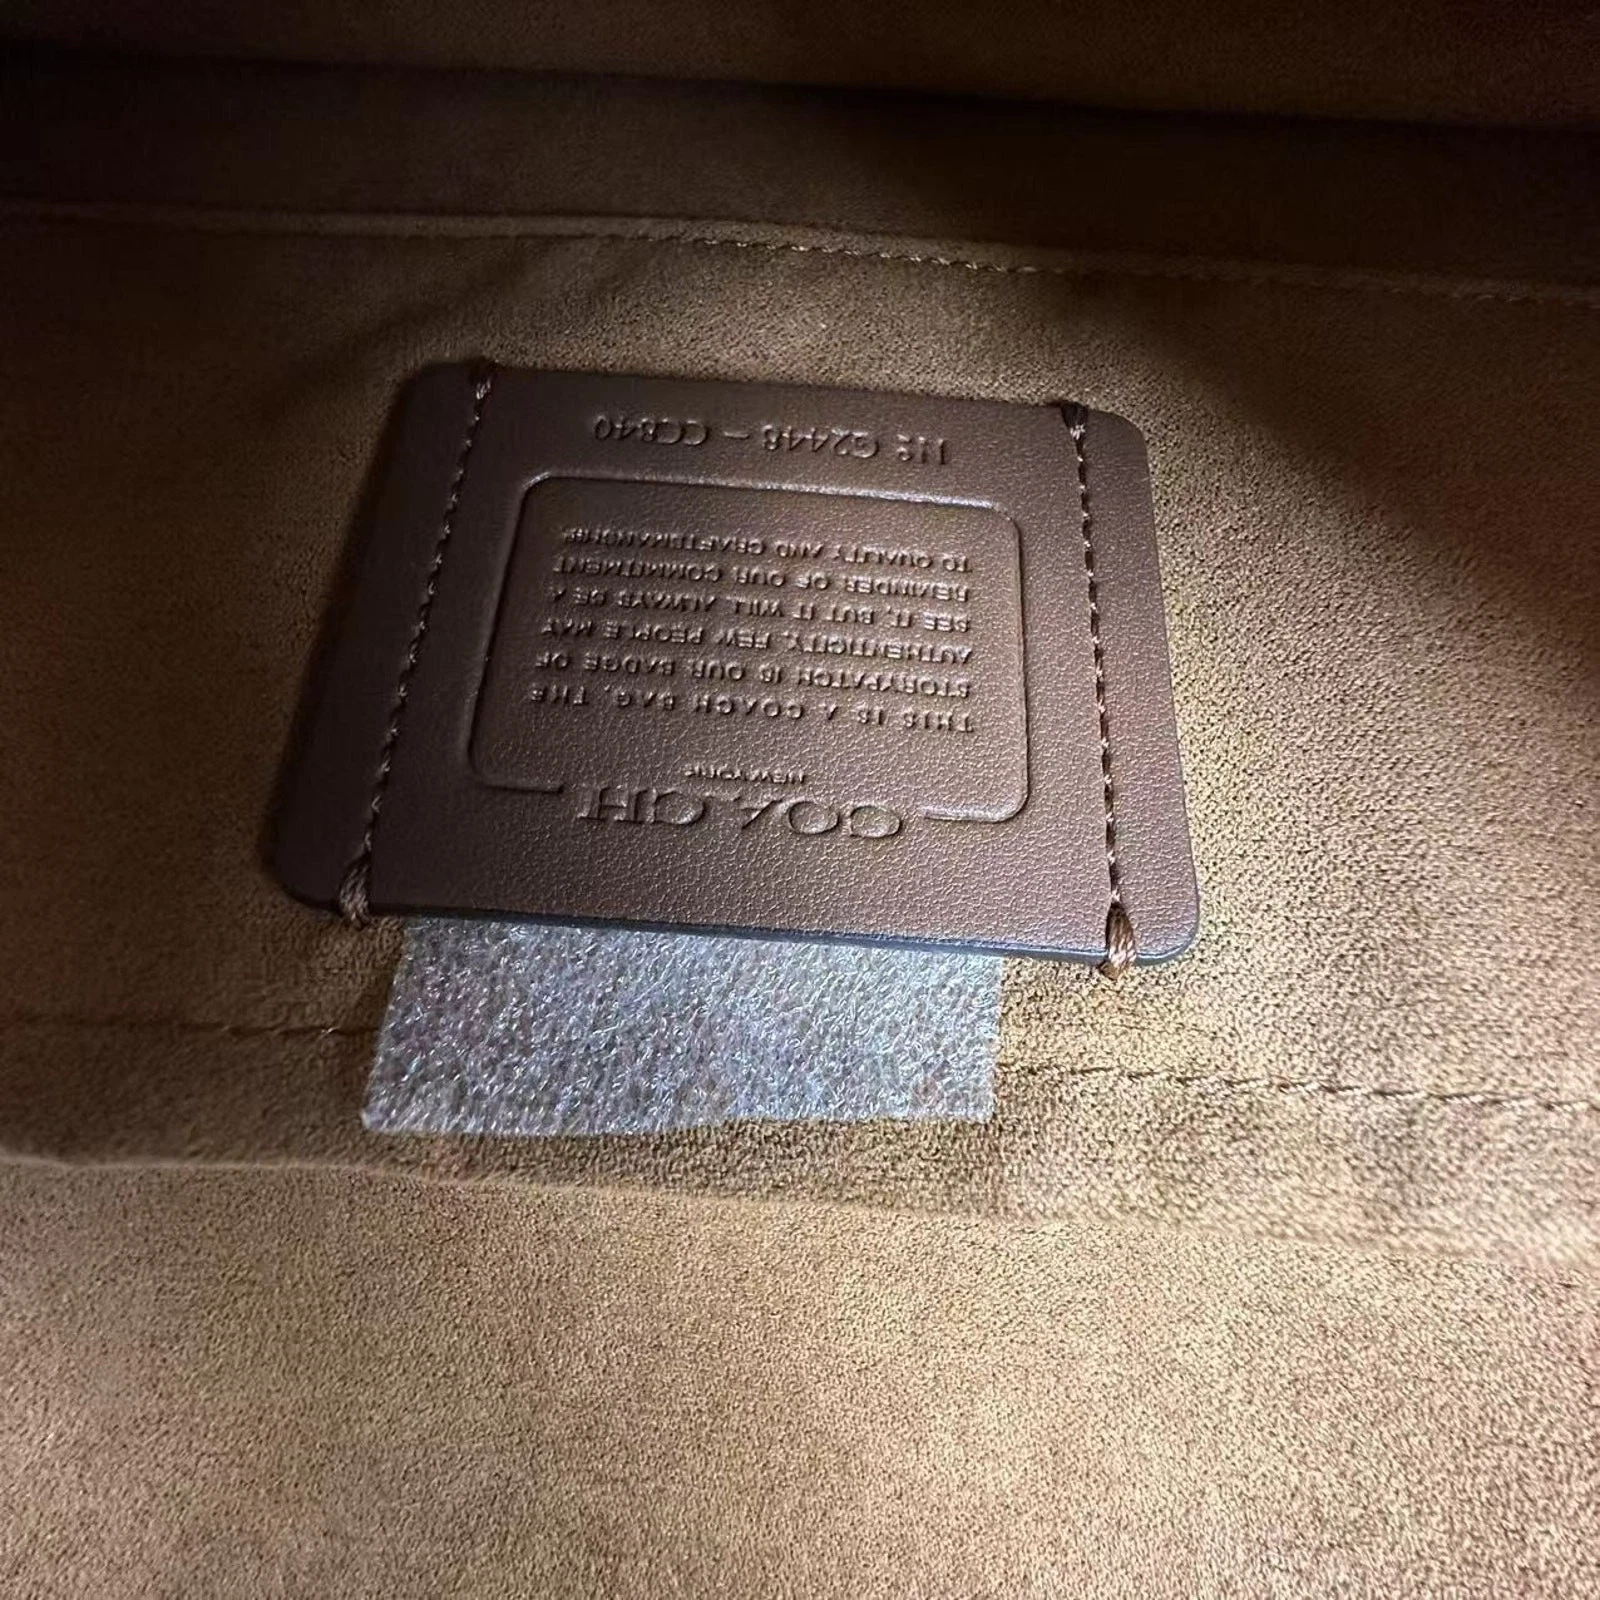 COACH
NEW YORK
THIS IS A COACH BAG, THE
STORYPATCH IS OUR BADGE OF
AUTHENTICITY, FEW PEOPLE MAY
SEE IT, BUT IT WILL ALWAYS BE A
REMINDER OF OUR COMMITMENT
TO QUALITY AND CRAFTSMANSHIP.
Nº C2448 - CC840